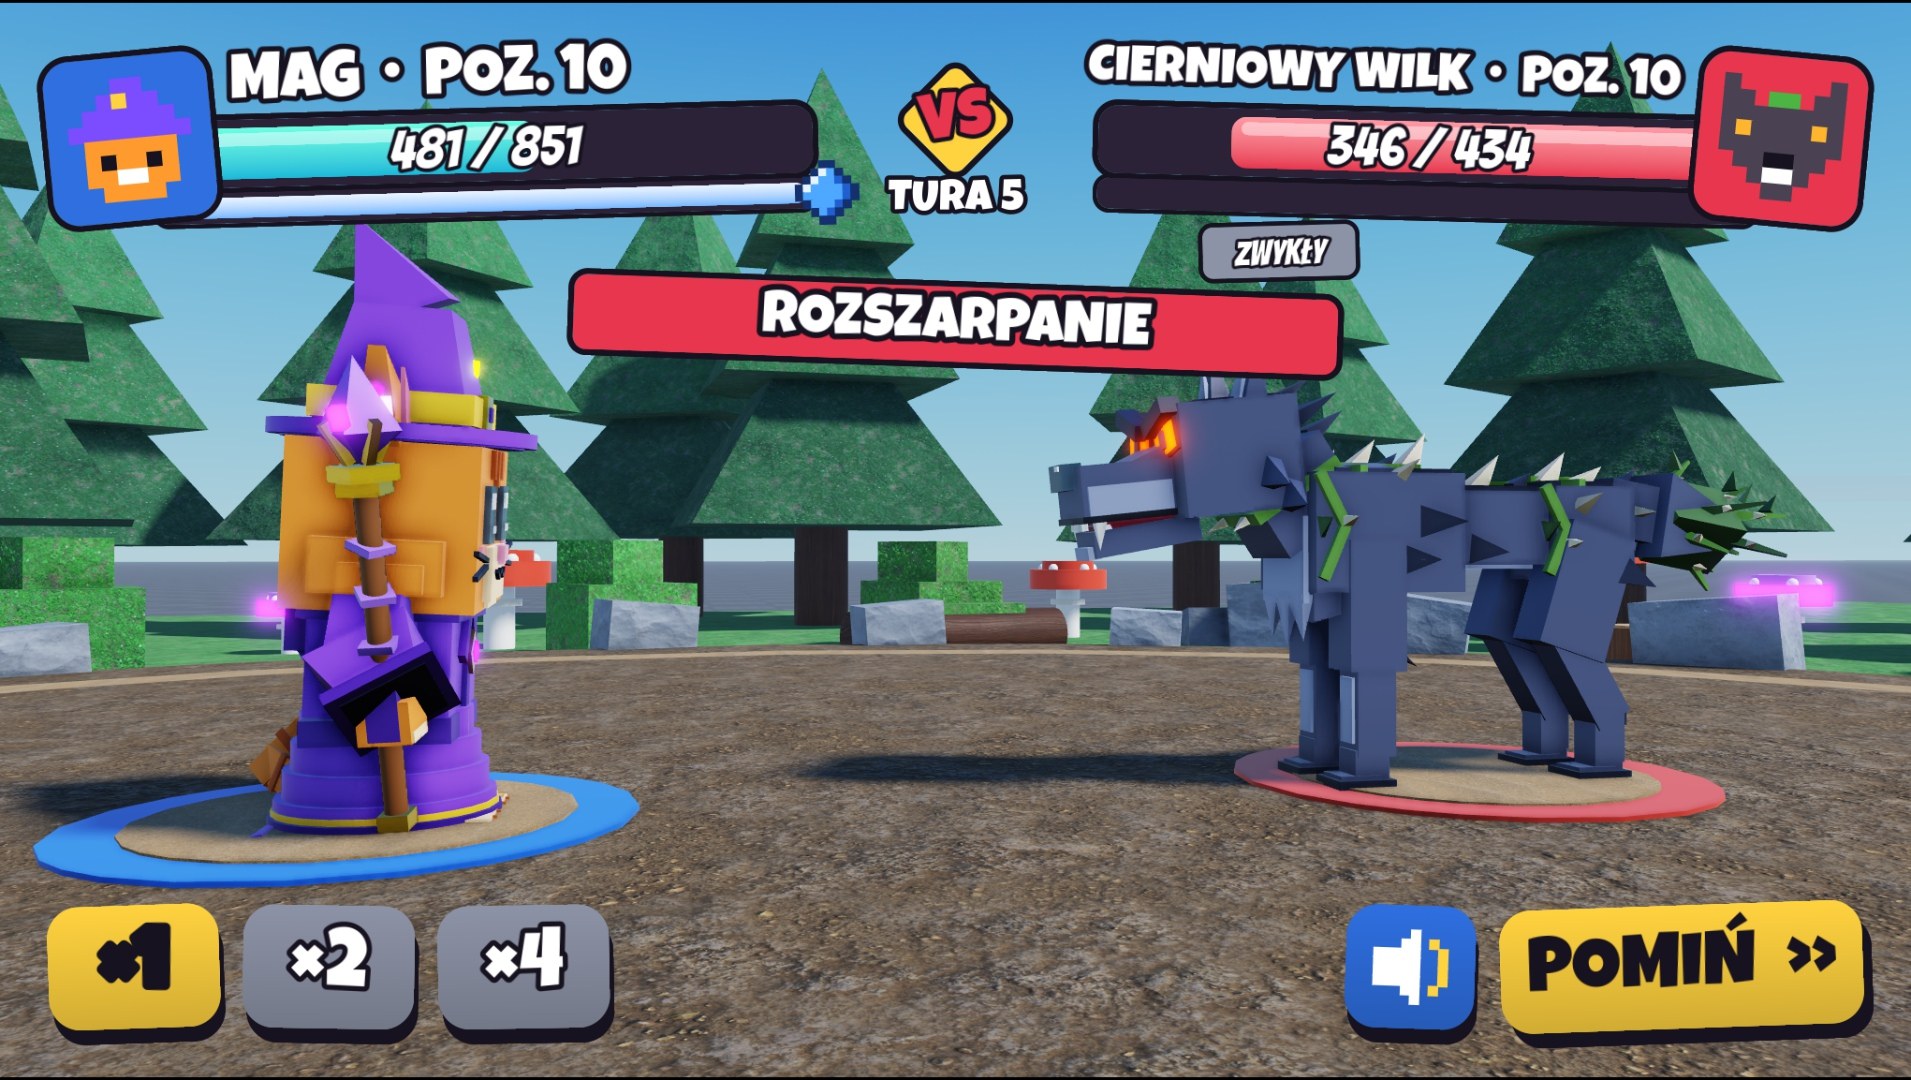 MAG • POZ. 10
481 / 851
VS
TURA 5
CIERNIOWY WILK • POZ. 10
346 / 434
ZWYKŁY
ROZSZARPANIE
×1
×2
×4
POMIŃ »